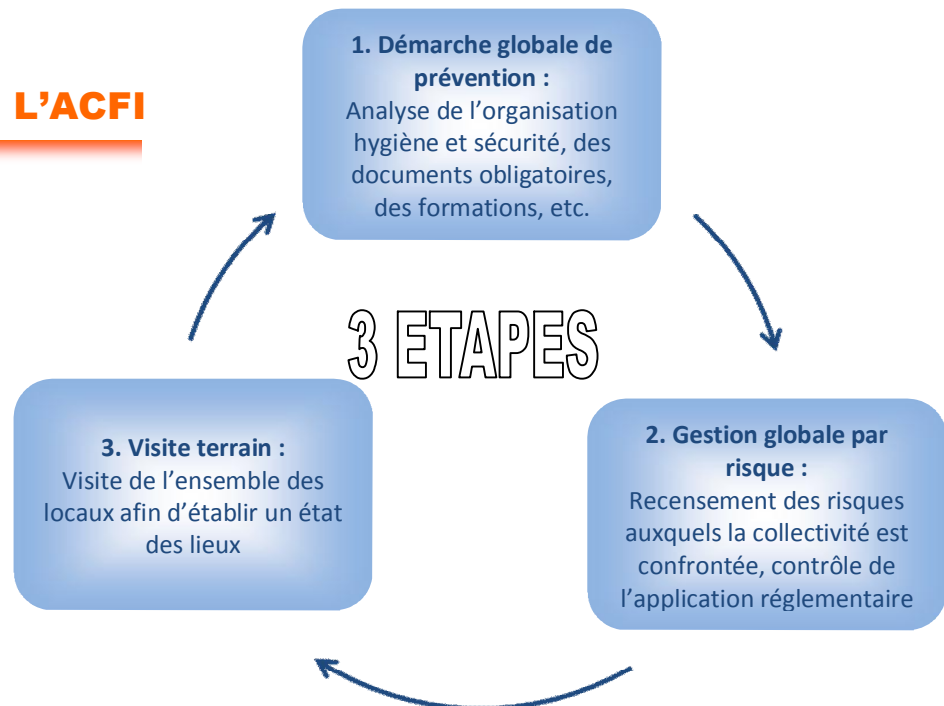 L’ACFI
1. Démarche globale de
prévention :
Analyse de l’organisation
hygiène et sécurité, des
documents obligatoires,
des formations, etc.
3 ETAPES
2. Gestion globale par
risque :
Recensement des risques
auxquels la collectivité est
confrontée, contrôle de
l’application réglementaire
3. Visite terrain :
Visite de l’ensemble des
locaux afin d’établir un état
des lieux